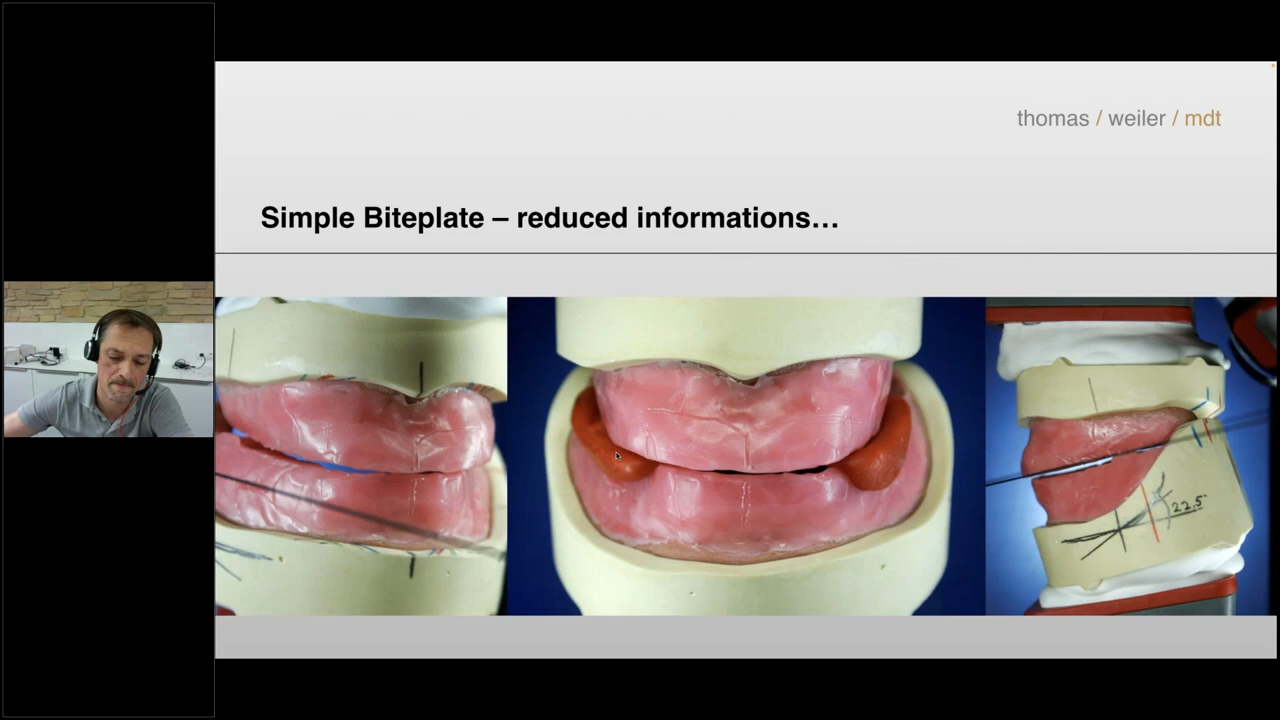 thomas / weiler / mdt
Simple Biteplate – reduced informations…
22.5°